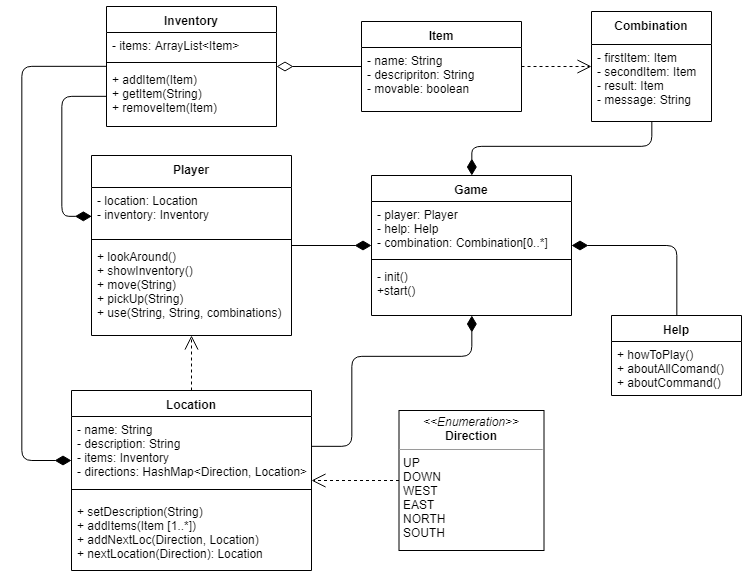 Inventory
- items: ArrayList<Item>
+ addItem(Item)
+ getItem(String)
+ removeItem(Item)
Item
- name: String
- descripriton: String
- movable: boolean
Combination
- firstItem: Item
- secondItem: Item
- result: Item
- message: String
Player
- location: Location
- inventory: Inventory
+ lookAround()
+ showInventory()
+ move(String)
+ pickUp(String)
+ use(String, String, combinations)
Game
- player: Player
- help: Help
- combination: Combination[0..*]
- init()
+start()
Help
+ howToPlay()
+ aboutAllComand()
+ aboutCommand()
Location
- name: String
- description: String
- items: Inventory
- directions: HashMap<Direction, Location>
+ setDescription(String)
+ addItems(Item [1..*])
+ addNextLoc(Direction, Location)
+ nextLocation(Direction): Location
<<Enumeration>>
Direction
UP
DOWN
WEST
EAST
NORTH
SOUTH